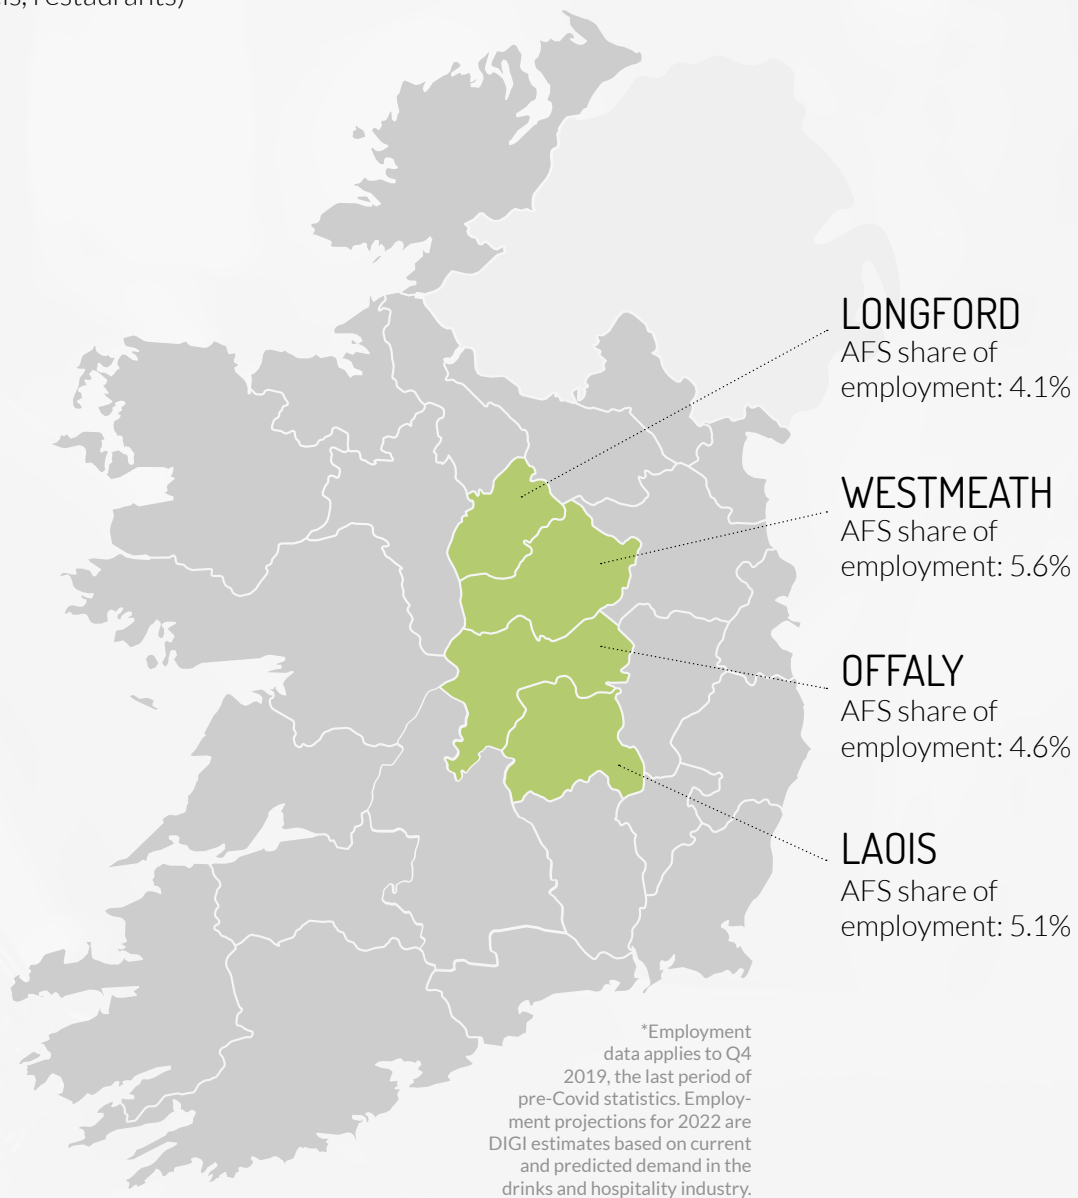 restaurants)
LONGFORD
AFS share of
employment: 4.1%
WESTMEATH
AFS share of
employment: 5.6%
OFFALY
AFS share of
employment: 4.6%
LAOIS
AFS share of
employment: 5.1%
*Employment
data applies to Q4
2019, the last period of
pre-Covid statistics. Employ-
ment projections for 2022 are
DIGI estimates based on current
and predicted demand in the
drinks and hospitality industry.